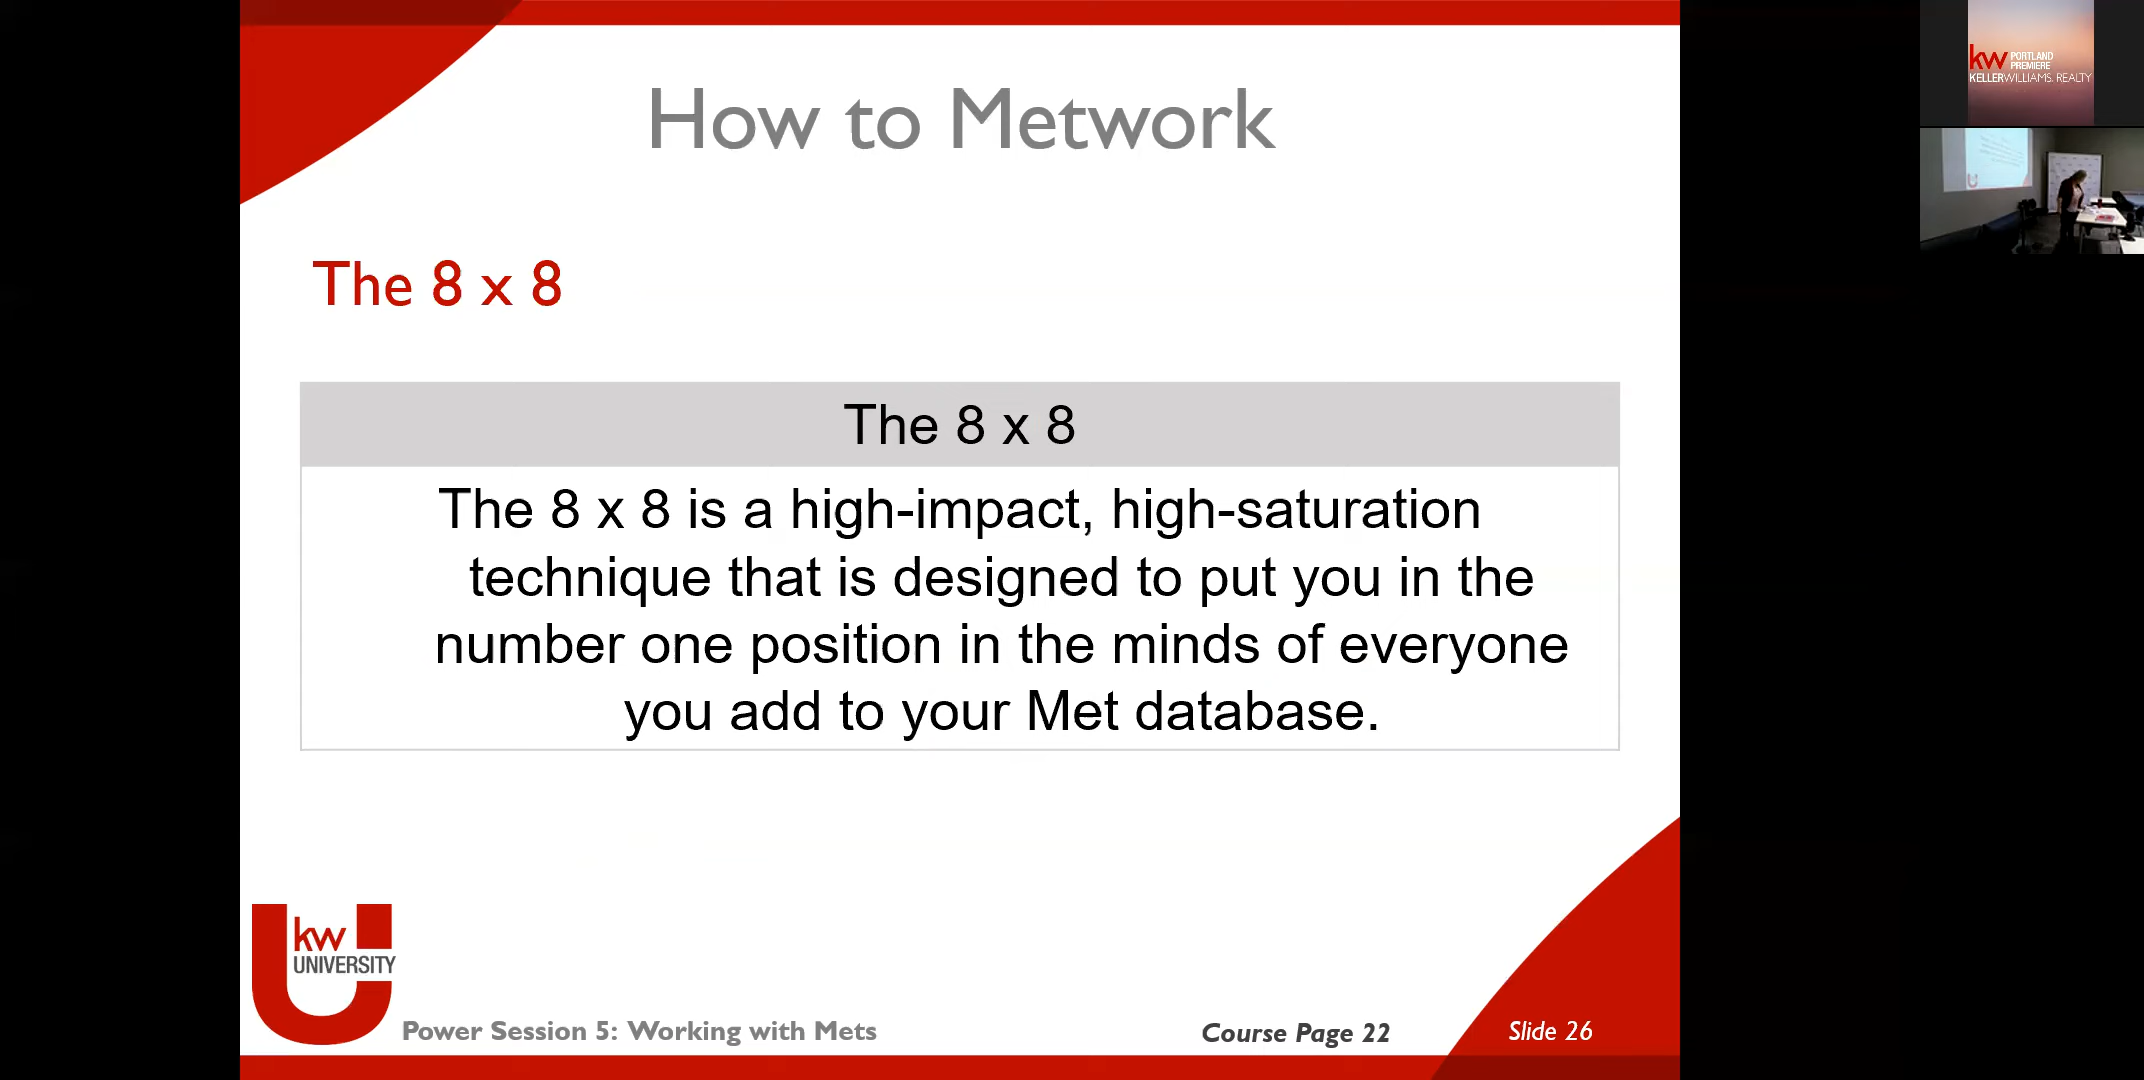 How to Metwork
The 8 x 8
The 8 x 8
The 8 x 8 is a high-impact, high-saturation
technique that is designed to put you in the
number one position in the minds of everyone
you add to your Met database.
kw
UNIVERSITY
Power Session 5: Working with Mets
Course Page 22
Slide 26
kw PORTLAND
PREMIERE
KELLERWILLIAMS. REALTY